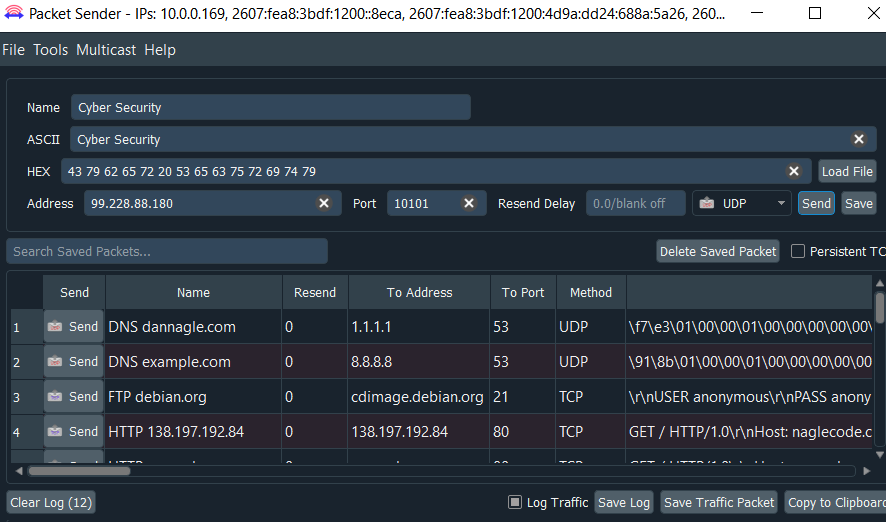 Packet Sender - IPs: 10.0.0.169, 2607:fea8:3bdf:1200::8eca, 2607:fea8:3bdf:1200:4d9a:dd24:688a:5a26, 260...
File Tools Multicast Help
Name Cyber Security
ASCII Cyber Security
HEX 43 79 62 65 72 20 53 65 63 75 72 69 74 79 Load File
Address 99.228.88.180 Port 10101 Resend Delay 0.0/blank off UDP Send Save
Search Saved Packets... Delete Saved Packet Persistent TC
Send Name Resend To Address To Port Method
1 Send DNS dannagle.com 0 1.1.1.1 53 UDP \f7\e3\01\00\00\01\00\00\00\00\00\
2 Send DNS example.com 0 8.8.8.8 53 UDP \91\8b\01\00\00\01\00\00\00\00\00
3 Send FTP debian.org 0 cdimage.debian.org 21 TCP \r\nUSER anonymous\r\nPASS anony
4 Send HTTP 138.197.192.84 0 138.197.192.84 80 TCP GET / HTTP/1.0\r\nHost: naglecode.c
Clear Log (12) Log Traffic Save Log Save Traffic Packet Copy to Clipboar